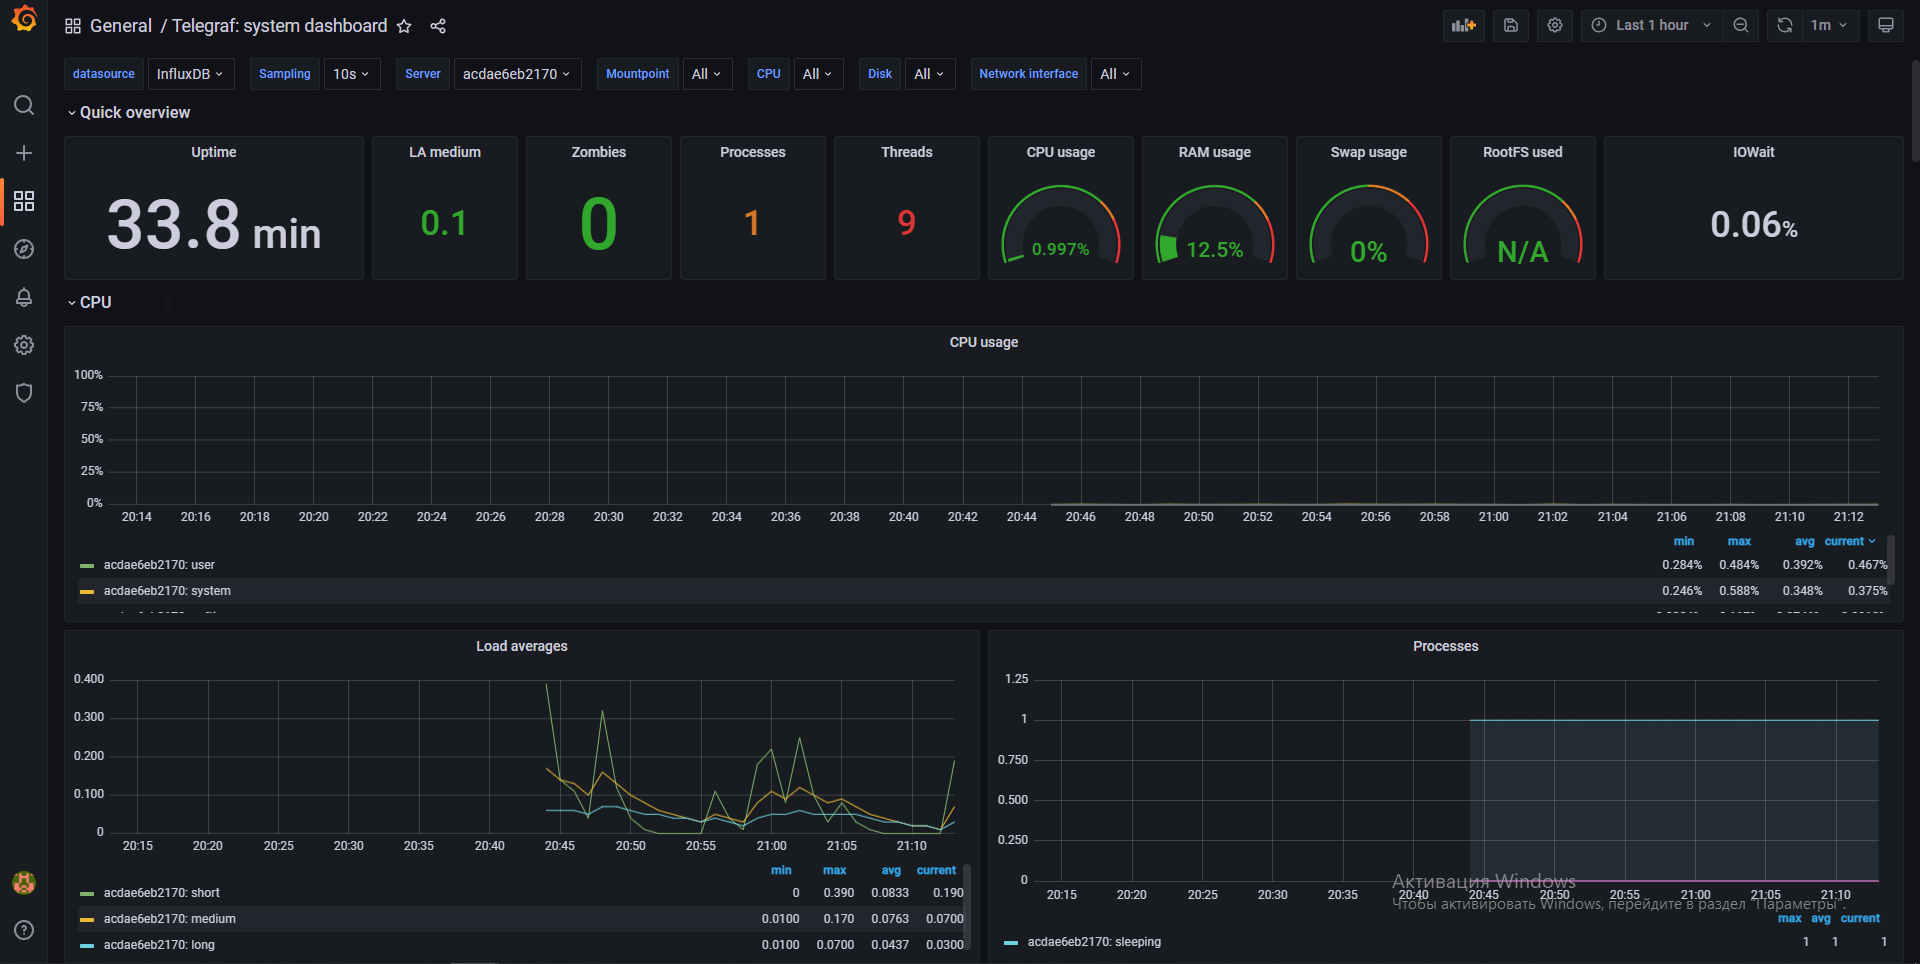 General / Telegraf: system dashboard
Last 1 hour
1m
datasource InfluxDB Sampling 10s Server acdae6eb2170 Mountpoint All CPU All Disk All Network interface All
Quick overview
Uptime
33.8 min
LA medium
0.1
Zombies
0
Processes
1
Threads
9
CPU usage
0.997%
RAM usage
12.5%
Swap usage
0%
RootFS used
N/A
IOWait
0.06%
CPU
CPU usage
100%
75%
50%
25%
0%
20:14 20:16 20:18 20:20 20:22 20:24 20:26 20:28 20:30 20:32 20:34 20:36 20:38 20:40 20:42 20:44 20:46 20:48 20:50 20:52 20:54 20:56 20:58 21:00 21:02 21:04 21:06 21:08 21:10 21:12
min max avg current
acdae6eb2170: user 0.284% 0.484% 0.392% 0.467%
acdae6eb2170: system 0.246% 0.588% 0.348% 0.375%
Load averages
0.400
0.300
0.200
0.100
0
20:15 20:20 20:25 20:30 20:35 20:40 20:45 20:50 20:55 21:00 21:05 21:10
min max avg current
acdae6eb2170: short 0 0.390 0.0833 0.190
acdae6eb2170: medium 0.0100 0.170 0.0763 0.0700
acdae6eb2170: long 0.0100 0.0700 0.0437 0.0300
Processes
1.25
1
0.750
0.500
0.250
0
20:15 20:20 20:25 20:30 20:35 20:40 20:45 20:50 20:55 21:00 21:05 21:10
max avg current
acdae6eb2170: sleeping 1 1 1
Активация Windows
Чтобы активировать Windows, перейдите в раздел "Параметры".